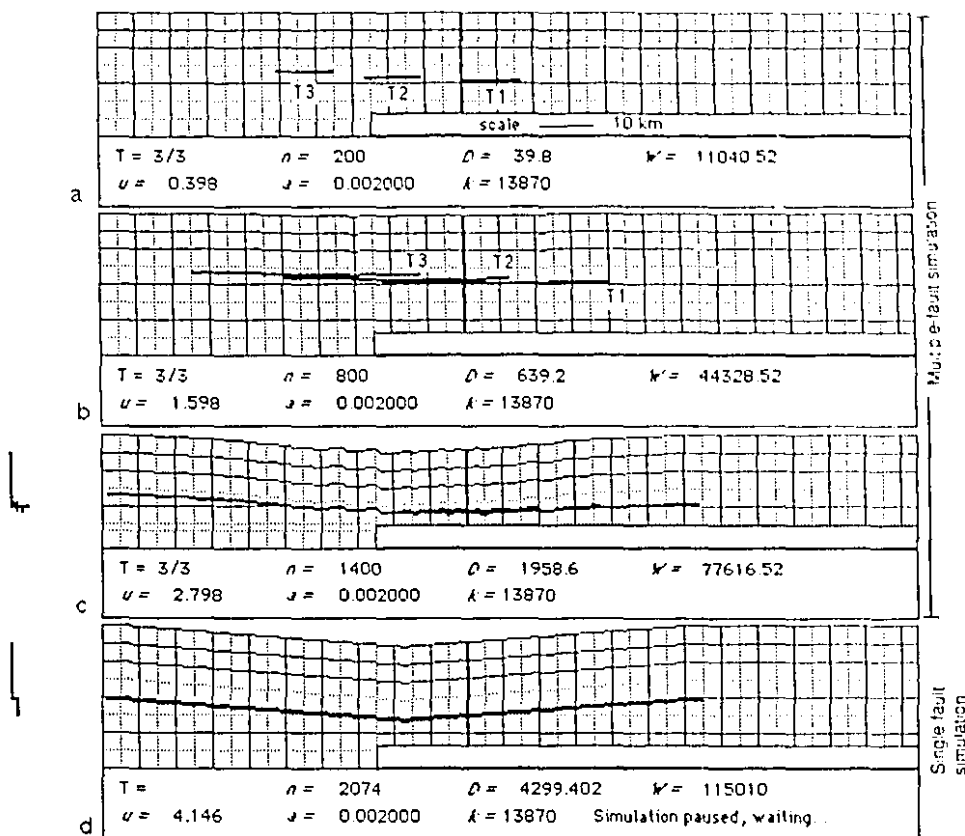 T3 T2 T1
scale 10 km
T = 3/3 n = 200 D = 39.8 W = 11040.52
u = 0.398 a = 0.002000 k = 13870
a
T3 T2
T1
T = 3/3 n = 800 D = 639.2 W = 44328.52
u = 1.598 a = 0.002000 k = 13870
b
T = 3/3 n = 1400 D = 1958.6 W = 77616.52
u = 2.798 a = 0.002000 k = 13870
c
Multiple fault simulation
T = n = 2074 D = 4299.402 W = 115010
u = 4.146 a = 0.002000 k = 13870 Simulation paused, waiting...
d
Single fault
simulation